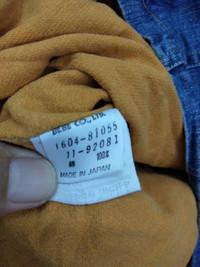 BEBE CO., LTD.
1604-81055
11-92081
綿 100%
MADE IN JAPAN